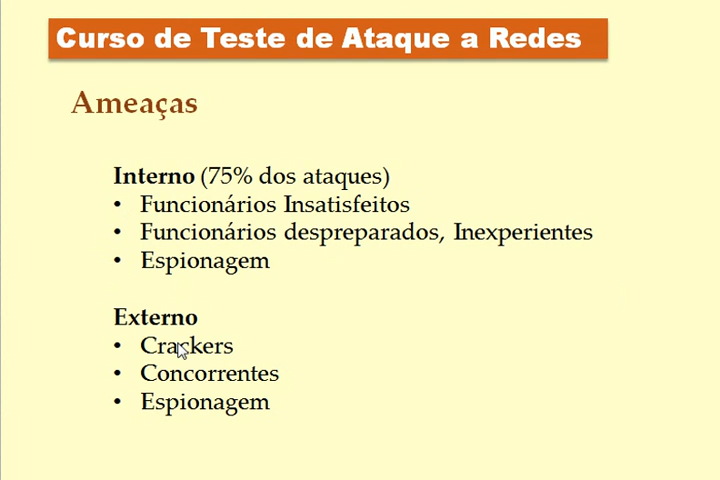 Curso de Teste de Ataque a Redes
Ameaças
Interno (75% dos ataques)
• Funcionários Insatisfeitos
• Funcionários despreparados, Inexperientes
• Espionagem
Externo
• Crackers
• Concorrentes
• Espionagem